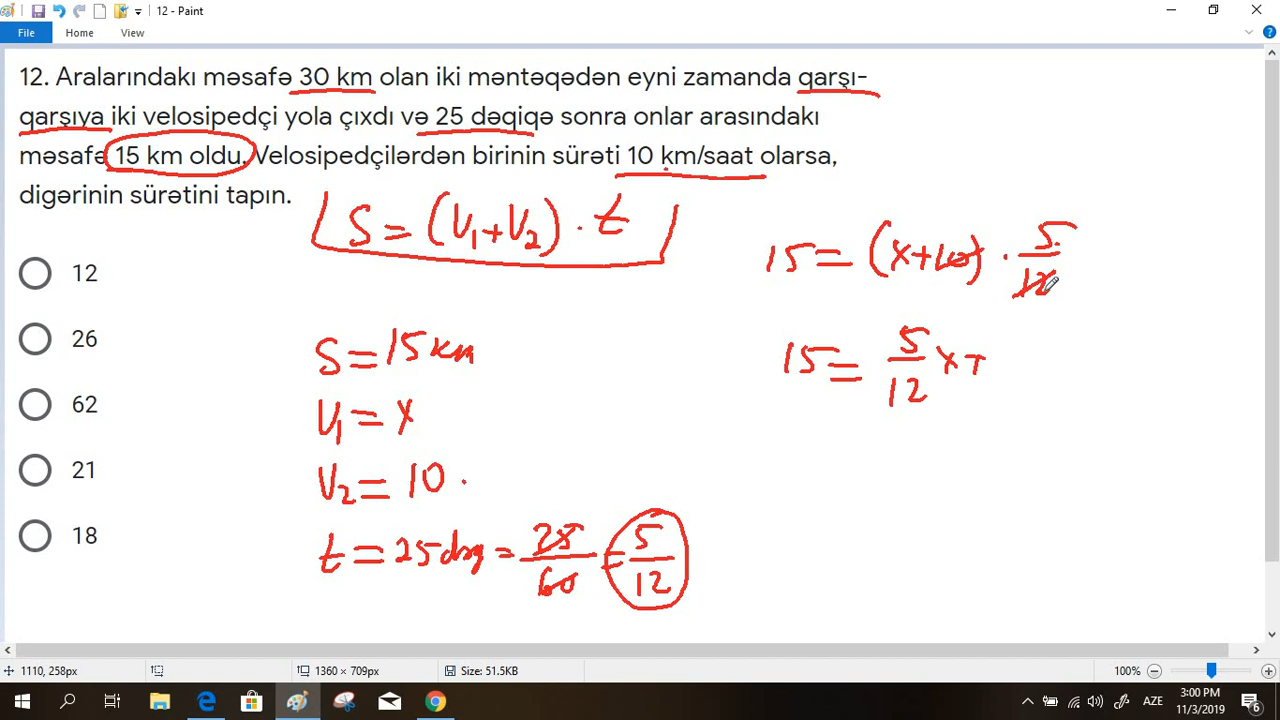 12 - Paint
File Home View
12. Aralarındakı məsafə 30 km olan iki məntəqədən eyni zamanda qarşı-
qarşıya iki velosipedçi yola çıxdı və 25 dəqiqə sonra onlar arasındakı
məsafə 15 km oldu. Velosipedçilərdən birinin sürəti 10 km/saat olarsa,
digərinin sürətini tapın.
S = (V₁+V₂) · t
15 = (x+10) · 5/12
12
26
62
21
18
S = 15 km
V₁ = x
V₂ = 10 .
t = 25 dəq = 25/60 = 5/12
15 = 5/12 x +
1110, 258px
1360 × 709px
Size: 51.5KB
100%
AZE
3:00 PM
11/3/2019
6